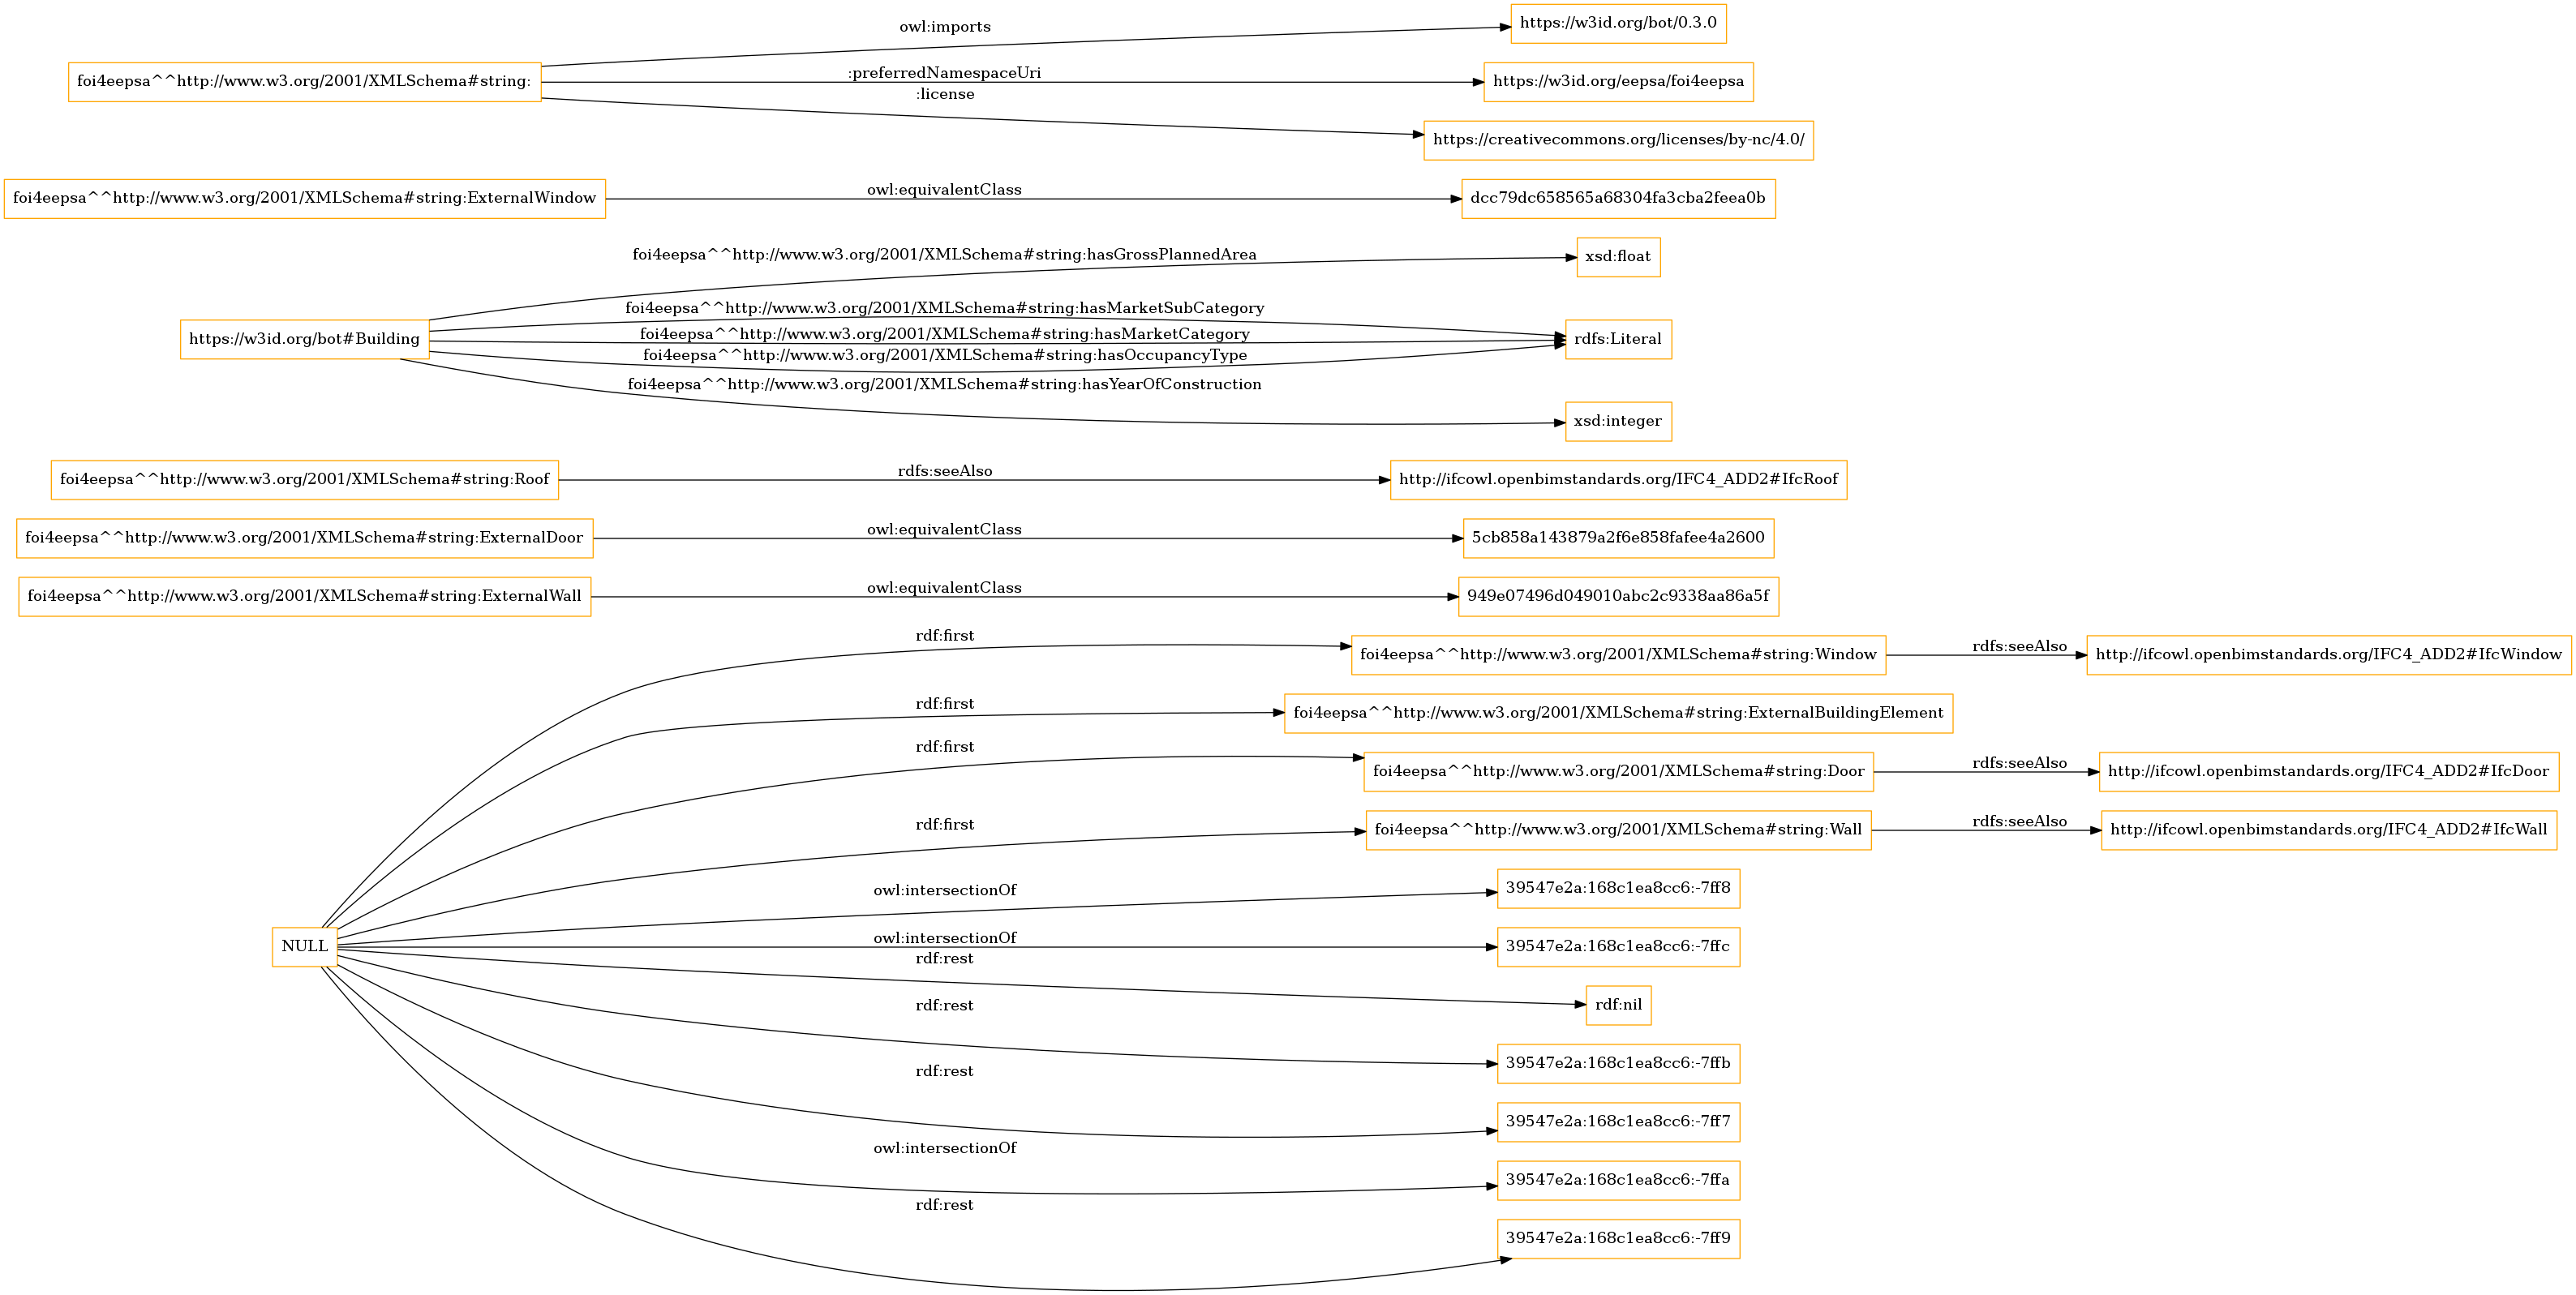 owl:imports
https://w3id.org/bot/0.3.0
foi4eepsa^^http://www.w3.org/2001/XMLSchema#string:
:preferredNamespaceUri
https://w3id.org/eepsa/foi4eepsa
:license
https://creativecommons.org/licenses/by-nc/4.0/
foi4eepsa^^http://www.w3.org/2001/XMLSchema#string:ExternalWindow
owl:equivalentClass
dcc79dc658565a68304fa3cba2feea0b
foi4eepsa^^http://www.w3.org/2001/XMLSchema#string:hasGrossPlannedArea
xsd:float
foi4eepsa^^http://www.w3.org/2001/XMLSchema#string:hasMarketSubCategory
https://w3id.org/bot#Building
foi4eepsa^^http://www.w3.org/2001/XMLSchema#string:hasMarketCategory
rdfs:Literal
foi4eepsa^^http://www.w3.org/2001/XMLSchema#string:hasOccupancyType
foi4eepsa^^http://www.w3.org/2001/XMLSchema#string:hasYearOfConstruction
xsd:integer
foi4eepsa^^http://www.w3.org/2001/XMLSchema#string:Roof
rdfs:seeAlso
http://ifcowl.openbimstandards.org/IFC4_ADD2#IfcRoof
foi4eepsa^^http://www.w3.org/2001/XMLSchema#string:ExternalDoor
owl:equivalentClass
5cb858a143879a2f6e858fafee4a2600
foi4eepsa^^http://www.w3.org/2001/XMLSchema#string:ExternalWall
owl:equivalentClass
949e07496d049010abc2c9338aa86a5f
rdf:first
foi4eepsa^^http://www.w3.org/2001/XMLSchema#string:Window
rdfs:seeAlso
http://ifcowl.openbimstandards.org/IFC4_ADD2#IfcWindow
rdf:first
foi4eepsa^^http://www.w3.org/2001/XMLSchema#string:ExternalBuildingElement
rdf:first
foi4eepsa^^http://www.w3.org/2001/XMLSchema#string:Door
rdfs:seeAlso
http://ifcowl.openbimstandards.org/IFC4_ADD2#IfcDoor
rdf:first
foi4eepsa^^http://www.w3.org/2001/XMLSchema#string:Wall
rdfs:seeAlso
http://ifcowl.openbimstandards.org/IFC4_ADD2#IfcWall
owl:intersectionOf
39547e2a:168c1ea8cc6:-7ff8
NULL
owl:intersectionOf
39547e2a:168c1ea8cc6:-7ffc
rdf:rest
rdf:nil
rdf:rest
39547e2a:168c1ea8cc6:-7ffb
rdf:rest
39547e2a:168c1ea8cc6:-7ff7
owl:intersectionOf
39547e2a:168c1ea8cc6:-7ffa
rdf:rest
39547e2a:168c1ea8cc6:-7ff9